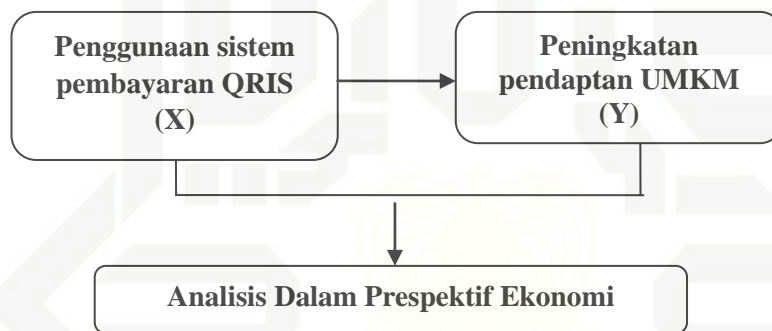 Penggunaan sistem
pembayaran QRIS
(X)
Peningkatan
pendaptan UMKM
(Y)
Analisis Dalam Prespektif Ekonomi